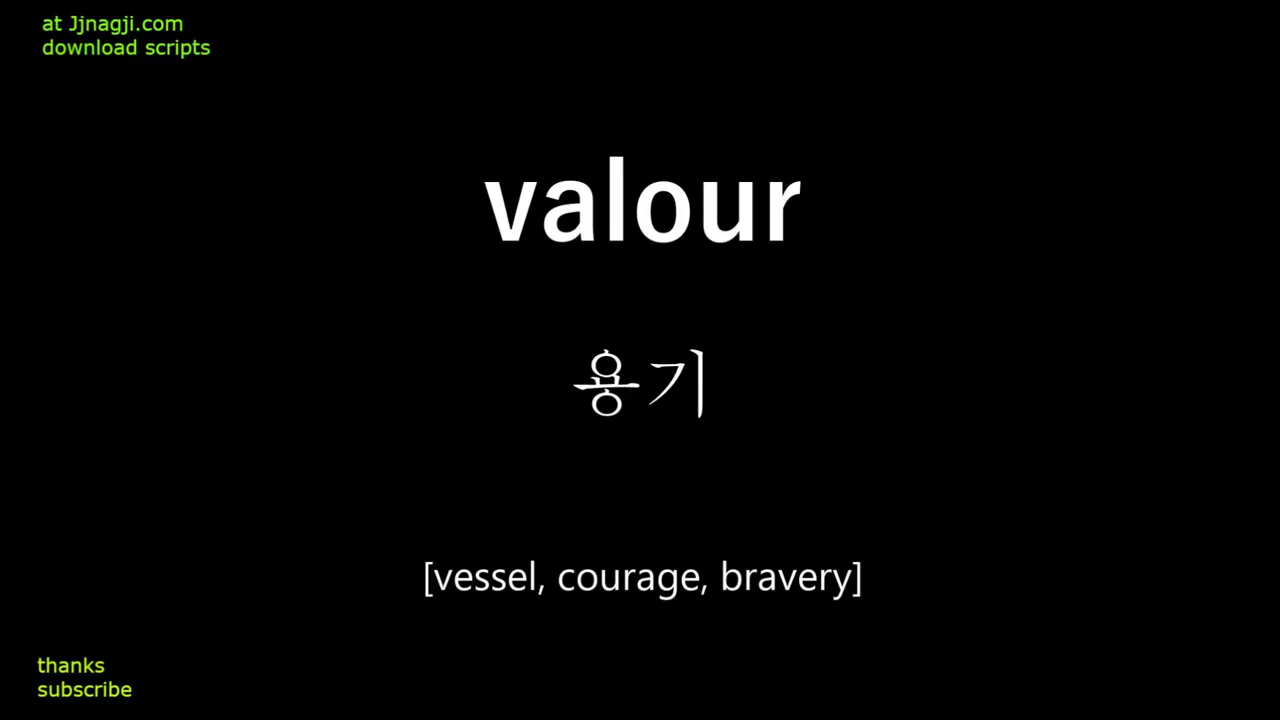 at Jjnagji.com
download scripts
valour
용기
[vessel, courage, bravery]
thanks
subscribe